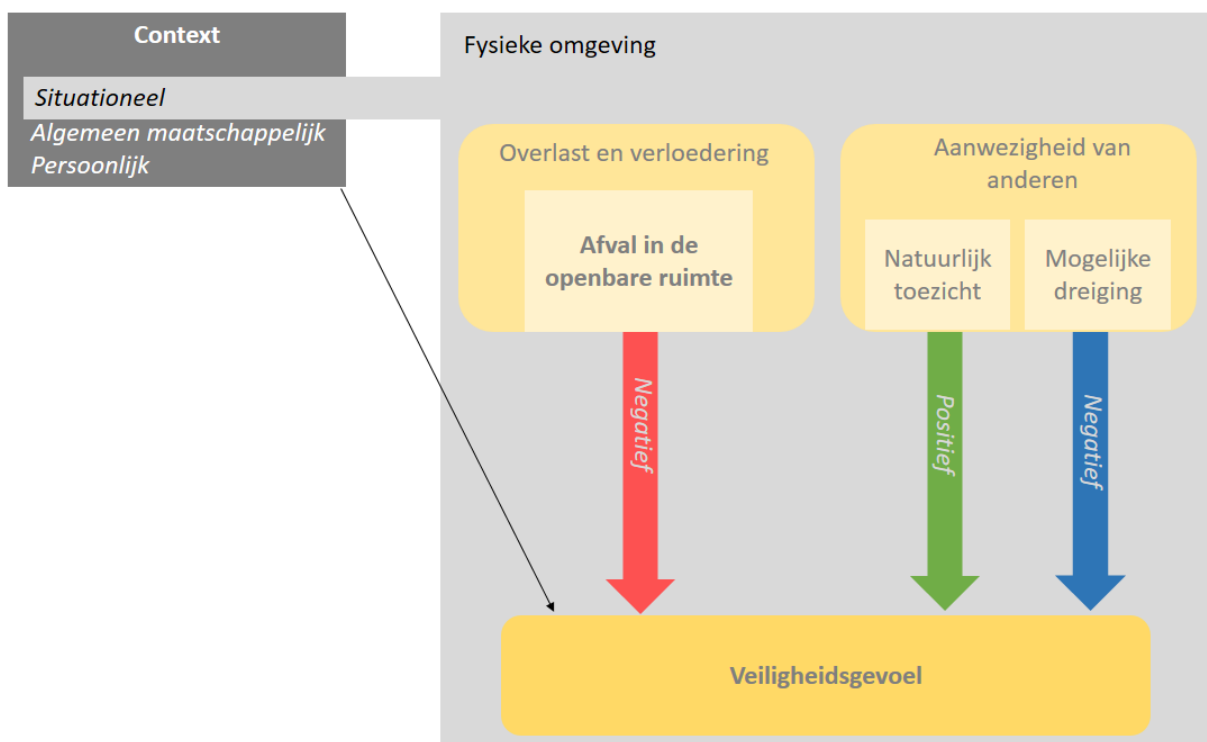 Context
Situationeel
Algemeen maatschappelijk
Persoonlijk
Fysieke omgeving
Overlast en verloedering
Afval in de
openbare ruimte
Aanwezigheid van
anderen
Natuurlijk
toezicht
Mogelijke
dreiging
Negatief
Positief
Negatief
Veiligheidsgevoel